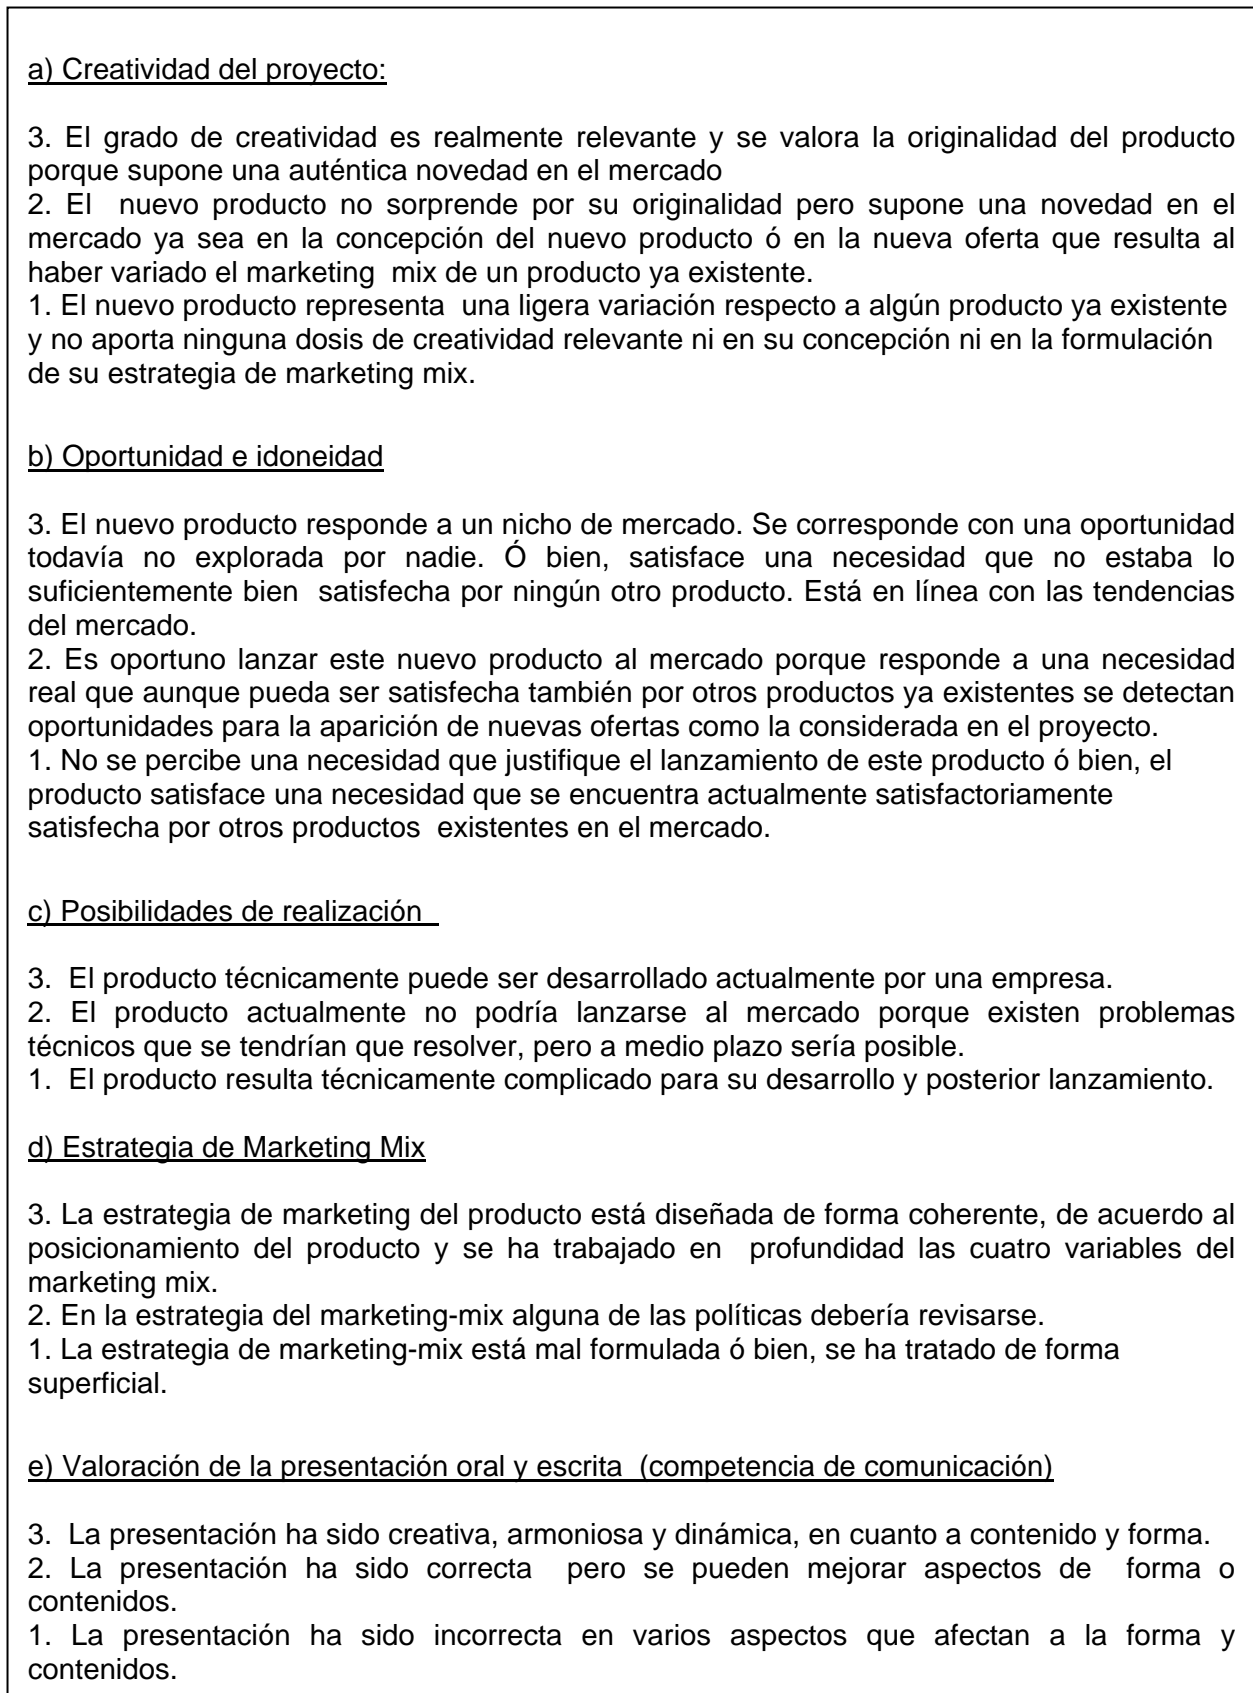 a) Creatividad del proyecto:
3. El grado de creatividad es realmente relevante y se valora la originalidad del producto
porque supone una auténtica novedad en el mercado
2. El nuevo producto no sorprende por su originalidad pero supone una novedad en el
mercado ya sea en la concepción del nuevo producto ó en la nueva oferta que resulta al
haber variado el marketing mix de un producto ya existente.
1. El nuevo producto representa una ligera variación respecto a algún producto ya existente
y no aporta ninguna dosis de creatividad relevante ni en su concepción ni en la formulación
de su estrategia de marketing mix.
b) Oportunidad e idoneidad
3. El nuevo producto responde a un nicho de mercado. Se corresponde con una oportunidad
todavía no explorada por nadie. Ó bien, satisface una necesidad que no estaba lo
suficientemente bien satisfecha por ningún otro producto. Está en línea con las tendencias
del mercado.
2. Es oportuno lanzar este nuevo producto al mercado porque responde a una necesidad
real que aunque pueda ser satisfecha también por otros productos ya existentes se detectan
oportunidades para la aparición de nuevas ofertas como la considerada en el proyecto.
1. No se percibe una necesidad que justifique el lanzamiento de este producto ó bien, el
producto satisface una necesidad que se encuentra actualmente satisfactoriamente
satisfecha por otros productos existentes en el mercado.
c) Posibilidades de realización
3. El producto técnicamente puede ser desarrollado actualmente por una empresa.
2. El producto actualmente no podría lanzarse al mercado porque existen problemas
técnicos que se tendrían que resolver, pero a medio plazo sería posible.
1. El producto resulta técnicamente complicado para su desarrollo y posterior lanzamiento.
d) Estrategia de Marketing Mix
3. La estrategia de marketing del producto está diseñada de forma coherente, de acuerdo al
posicionamiento del producto y se ha trabajado en profundidad las cuatro variables del
marketing mix.
2. En la estrategia del marketing-mix alguna de las políticas debería revisarse.
1. La estrategia de marketing-mix está mal formulada ó bien, se ha tratado de forma
superficial.
e) Valoración de la presentación oral y escrita (competencia de comunicación)
3. La presentación ha sido creativa, armoniosa y dinámica, en cuanto a contenido y forma.
2. La presentación ha sido correcta pero se pueden mejorar aspectos de forma o
contenidos.
1. La presentación ha sido incorrecta en varios aspectos que afectan a la forma y
contenidos.